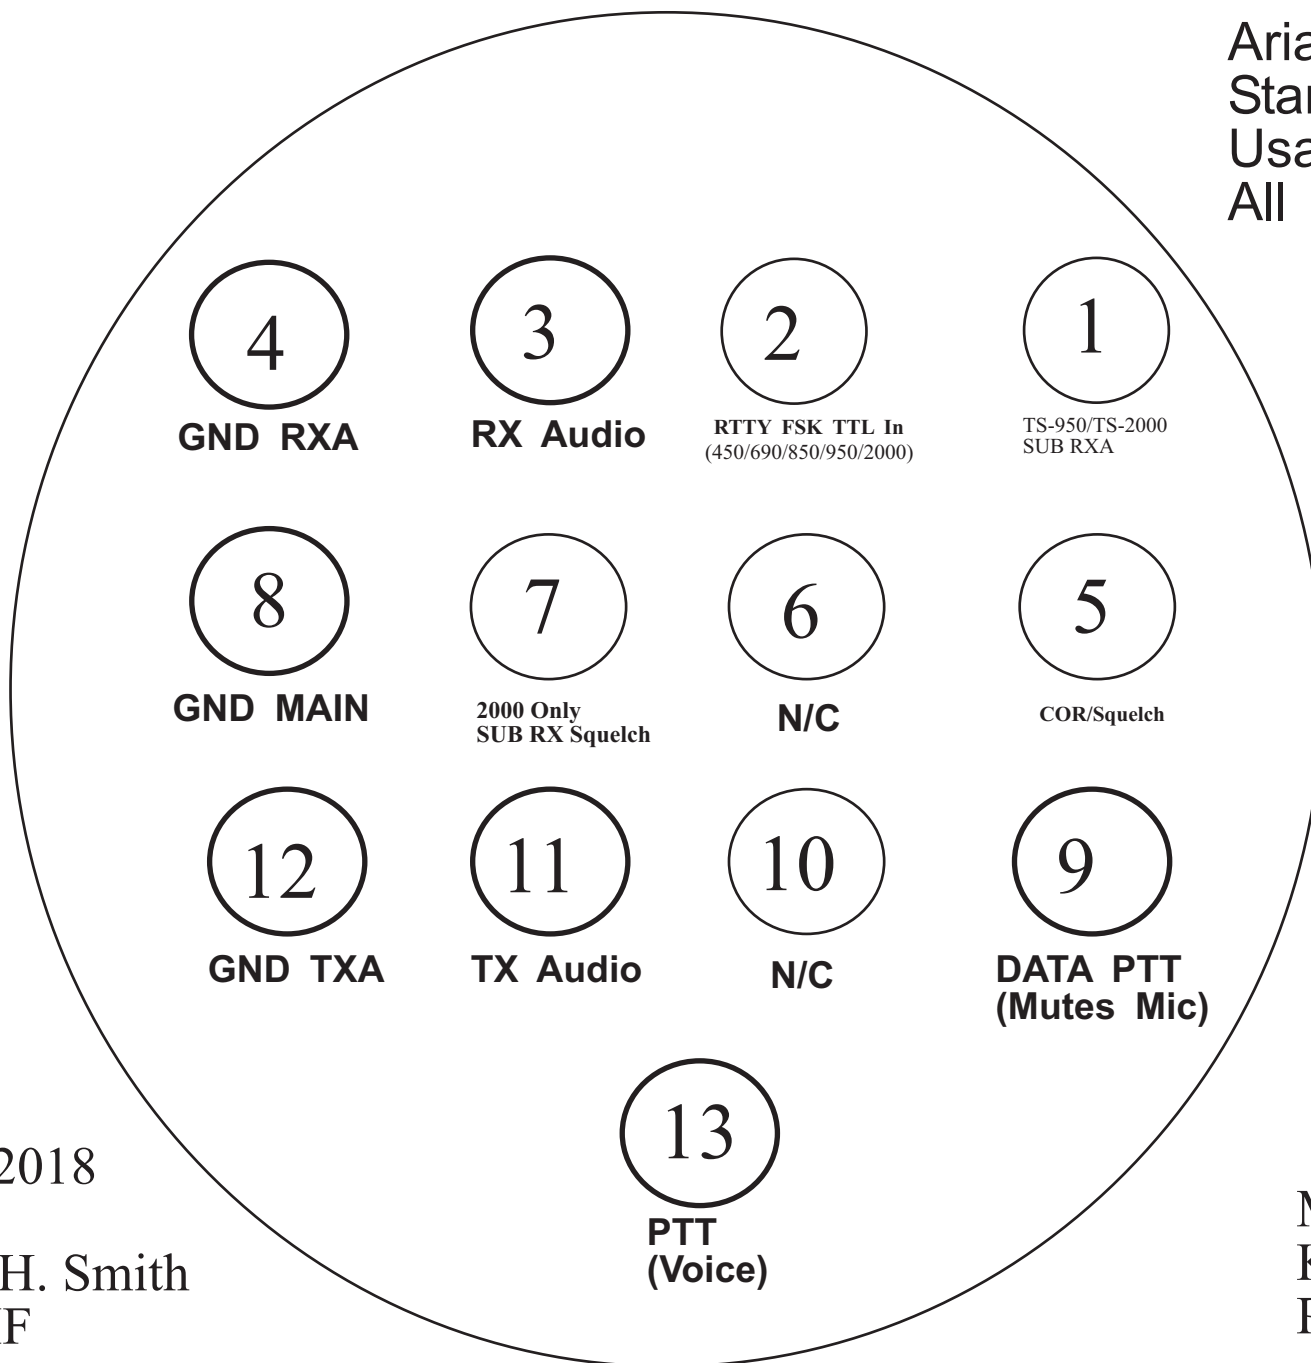 All
4
3
2
1
GND RXA
RX Audio
RTTY FSK TTL In
(450/690/850/950/2000)
TS-950/TS-2000
SUB RXA
8
7
6
5
GND MAIN
2000 Only
SUB RX Squelch
N/C
COR/Squelch
12
11
10
9
GND TXA
TX Audio
N/C
DATA PTT
(Mutes Mic)
13
PTT
(Voice)
2018
H. Smith